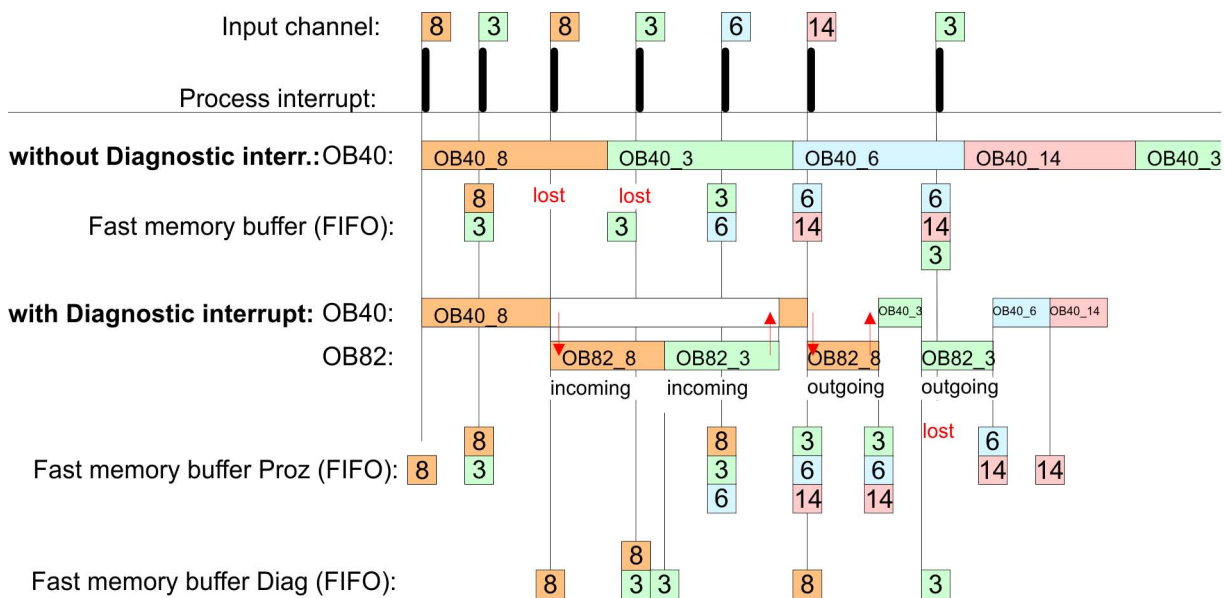 Input channel: 8 3 8 3 6 14 3
Process interrupt:
without Diagnostic interr.: OB40: OB40_8 OB40_3 OB40_6 OB40_14 OB40_3
8 lost lost 3 6 6
Fast memory buffer (FIFO): 3 3 6 14 14
3
with Diagnostic interrupt: OB40: OB40_8 OB40_3 OB40_6 OB40_14
OB82: OB82_8 OB82_3 OB82_8 OB82_3
incoming incoming outgoing outgoing
lost
8 8 3 3 6
Fast memory buffer Proz (FIFO): 8 3 3 6 6 14 14
6 14 14
8
Fast memory buffer Diag (FIFO): 8 3 3 8 3